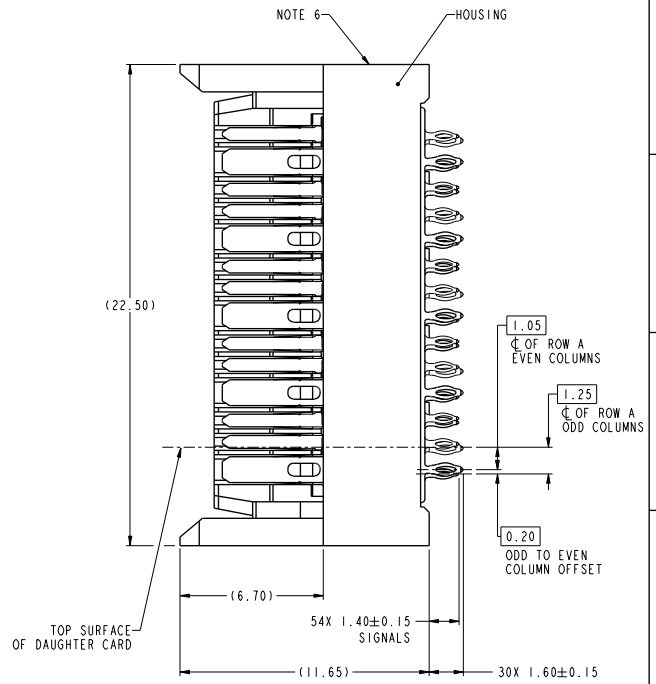 NOTE 6
HOUSING
(22.50)
1.05
℄ OF ROW A
EVEN COLUMNS
1.25
℄ OF ROW A
ODD COLUMNS
0.20
ODD TO EVEN
COLUMN OFFSET
(6.70)
54X 1.40±0.15
SIGNALS
TOP SURFACE
OF DAUGHTER CARD
(11.65)
30X 1.60±0.15